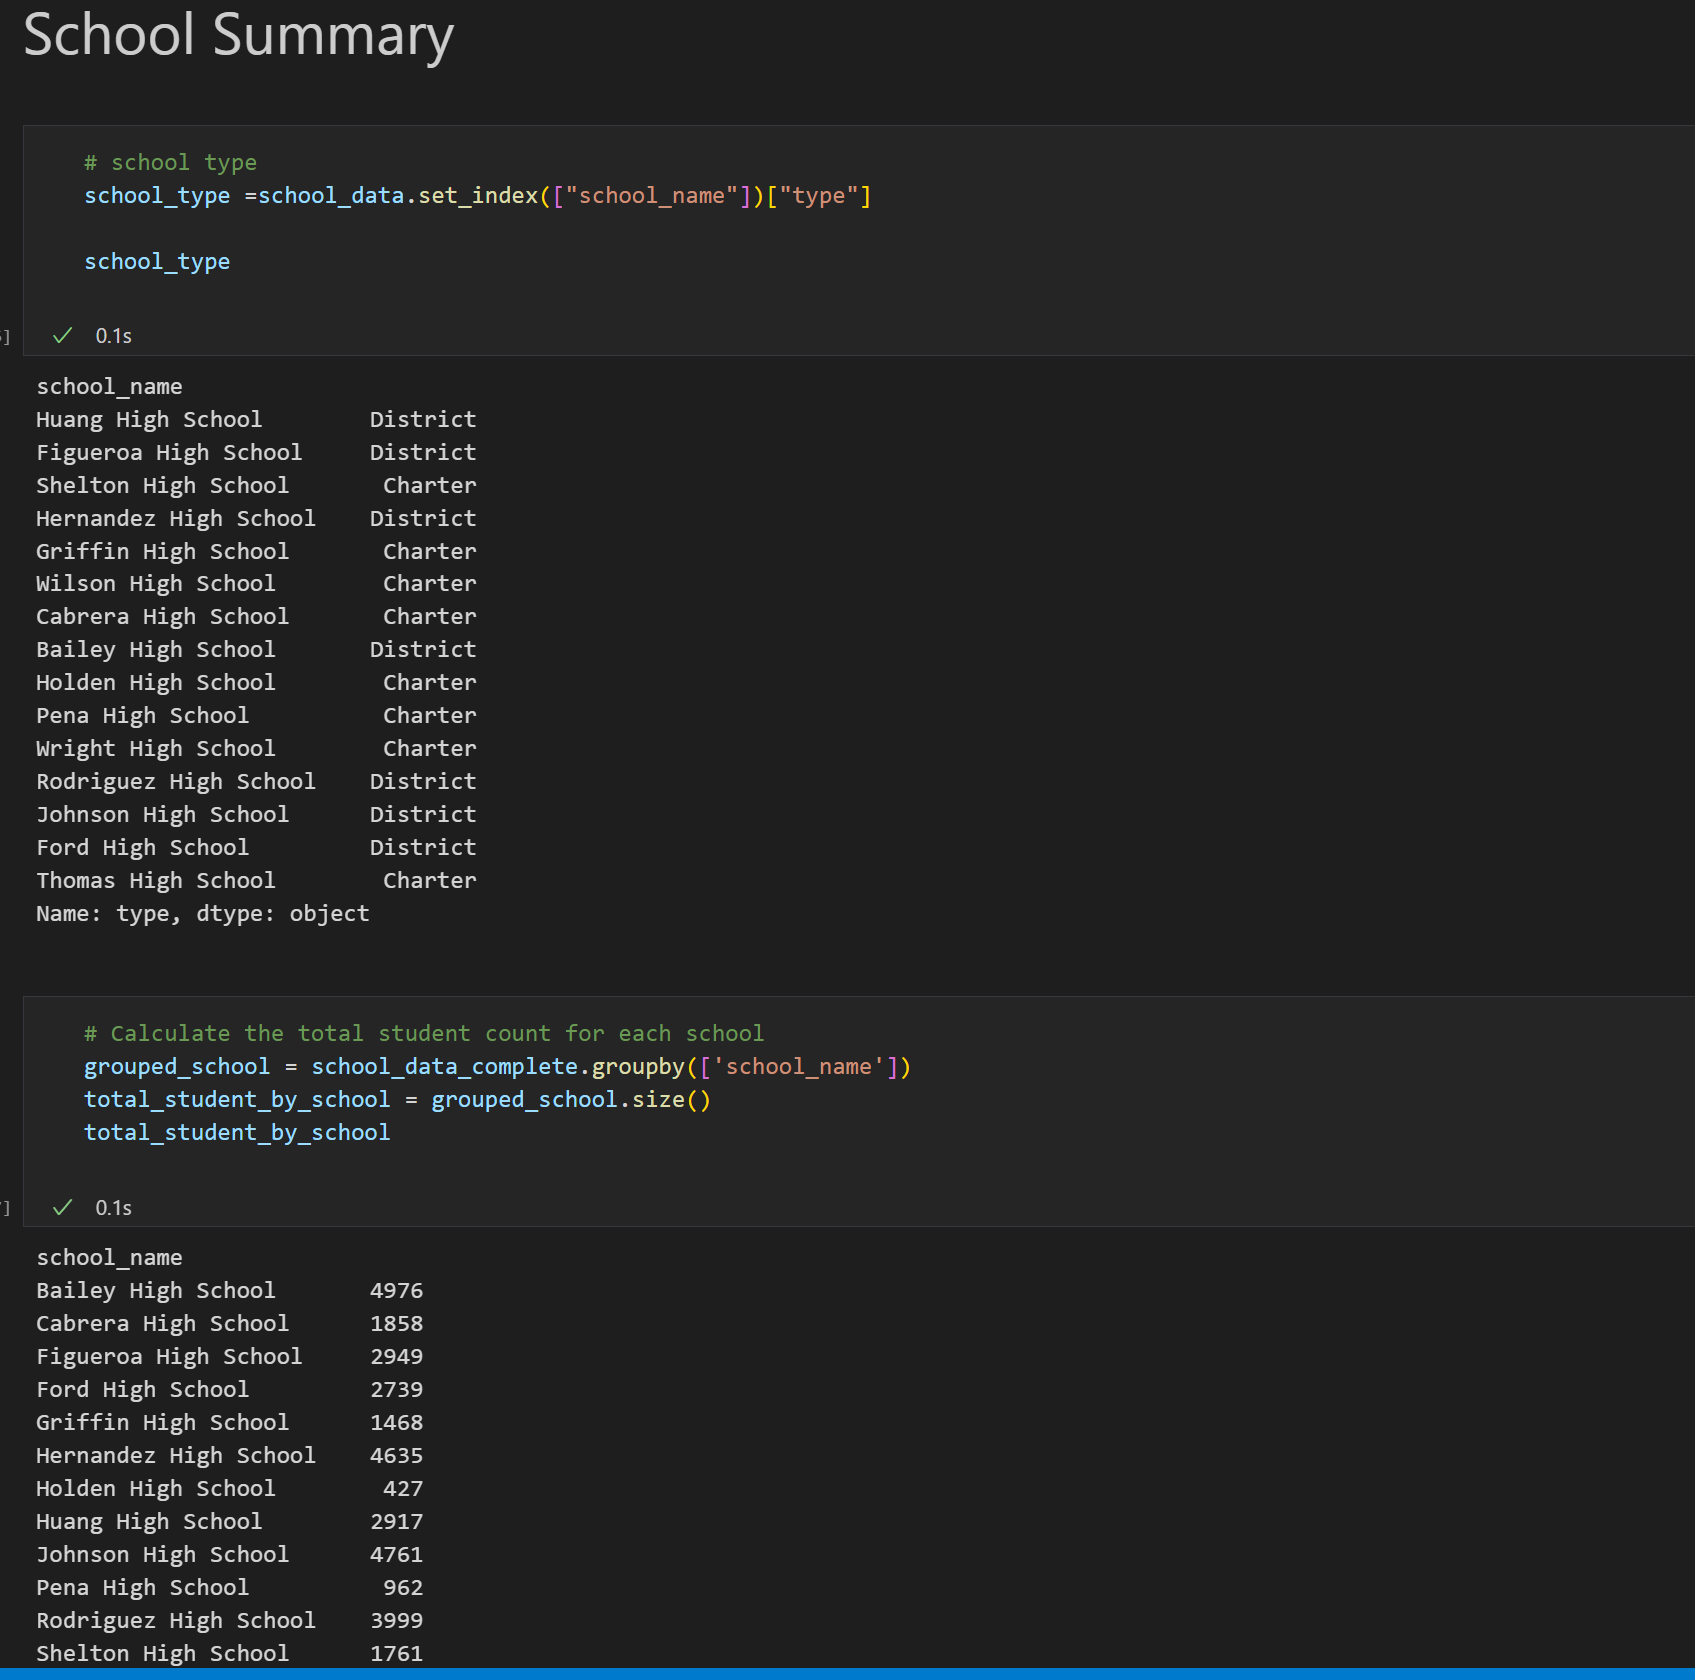 School Summary
# school type
school_type =school_data.set_index(["school_name"])["type"]
school_type
]
0.1s
school_name
Huang High School        District
Figueroa High School     District
Shelton High School       Charter
Hernandez High School    District
Griffin High School       Charter
Wilson High School        Charter
Cabrera High School       Charter
Bailey High School       District
Holden High School        Charter
Pena High School          Charter
Wright High School        Charter
Rodriguez High School    District
Johnson High School      District
Ford High School         District
Thomas High School        Charter
Name: type, dtype: object
# Calculate the total student count for each school
grouped_school = school_data_complete.groupby(['school_name'])
total_student_by_school = grouped_school.size()
total_student_by_school
]
0.1s
school_name
Bailey High School       4976
Cabrera High School      1858
Figueroa High School     2949
Ford High School         2739
Griffin High School      1468
Hernandez High School    4635
Holden High School        427
Huang High School        2917
Johnson High School      4761
Pena High School          962
Rodriguez High School    3999
Shelton High School      1761